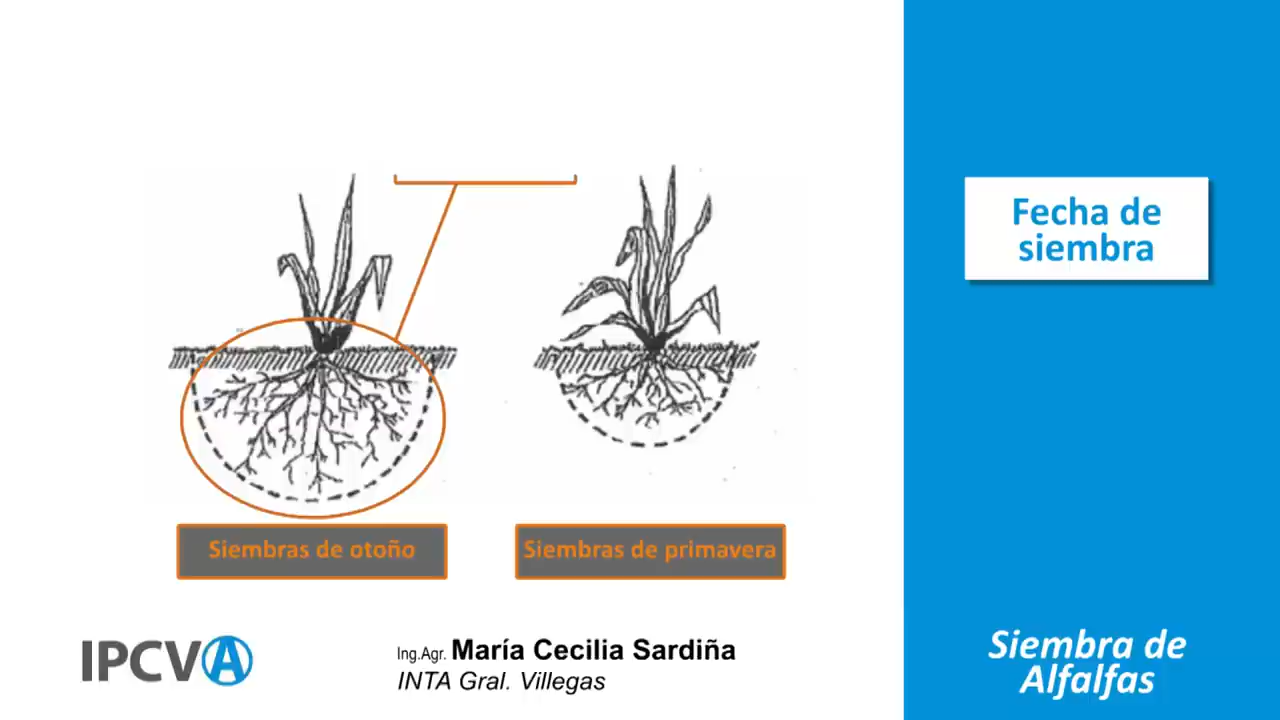 Fecha de
siembra
Siembras de otoño
Siembras de primavera
IPCVA
Ing.Agr. María Cecilia Sardiña
INTA Gral. Villegas
Siembra de
Alfalfas